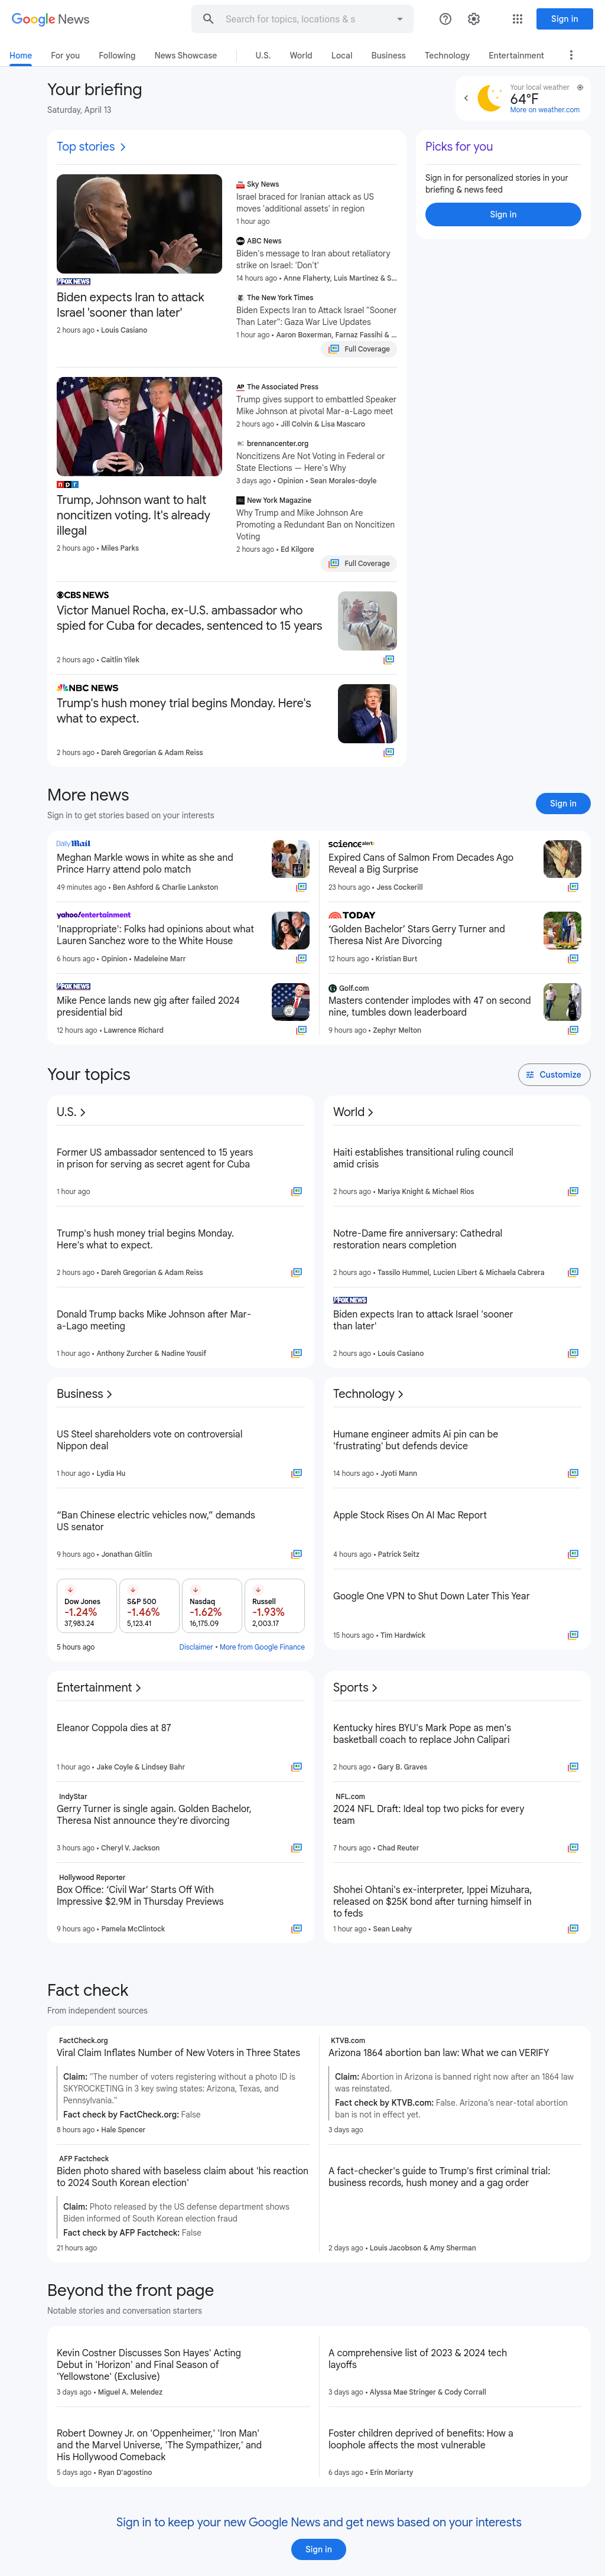 Google News
Search for topics, locations & s
Sign in
Home
For you
Following
News Showcase
U.S.
World
Local
Business
Technology
Entertainment
Your briefing
Saturday, April 13
Your local weather
64°F
More on weather.com
Top stories
FOX NEWS
Biden expects Iran to attack
Israel 'sooner than later'
2 hours ago • Louis Casiano
Sky News
Israel braced for Iranian attack as US
moves 'additional assets' in region
1 hour ago
ABC News
Biden's message to Iran about retaliatory
strike on Israel: 'Don't'
14 hours ago • Anne Flaherty, Luis Martinez & S...
The New York Times
Biden Expects Iran to Attack Israel "Sooner
Than Later": Gaza War Live Updates
1 hour ago • Aaron Boxerman, Farnaz Fassihi & ...
Full Coverage
Picks for you
Sign in for personalized stories in your
briefing & news feed
Sign in
npr
Trump, Johnson want to halt
noncitizen voting. It's already
illegal
2 hours ago • Miles Parks
AP The Associated Press
Trump gives support to embattled Speaker
Mike Johnson at pivotal Mar-a-Lago meet
2 hours ago • Jill Colvin & Lisa Mascaro
brennancenter.org
Noncitizens Are Not Voting in Federal or
State Elections — Here's Why
3 days ago • Opinion • Sean Morales-doyle
New York Magazine
Why Trump and Mike Johnson Are
Promoting a Redundant Ban on Noncitizen
Voting
2 hours ago • Ed Kilgore
Full Coverage
CBS NEWS
Victor Manuel Rocha, ex-U.S. ambassador who
spied for Cuba for decades, sentenced to 15 years
2 hours ago • Caitlin Yilek
NBC NEWS
Trump's hush money trial begins Monday. Here's
what to expect.
2 hours ago • Dareh Gregorian & Adam Reiss
More news
Sign in to get stories based on your interests
Sign in
Daily Mail
Meghan Markle wows in white as she and
Prince Harry attend polo match
49 minutes ago • Ben Ashford & Charlie Lankston
yahoo!entertainment
'Inappropriate': Folks had opinions about what
Lauren Sanchez wore to the White House
6 hours ago • Opinion • Madeleine Marr
FOX NEWS
Mike Pence lands new gig after failed 2024
presidential bid
12 hours ago • Lawrence Richard
science alert
Expired Cans of Salmon From Decades Ago
Reveal a Big Surprise
23 hours ago • Jess Cockerill
TODAY
'Golden Bachelor' Stars Gerry Turner and
Theresa Nist Are Divorcing
12 hours ago • Kristian Burt
Golf.com
Masters contender implodes with 47 on second
nine, tumbles down leaderboard
9 hours ago • Zephyr Melton
Your topics
Customize
U.S.
Former US ambassador sentenced to 15 years
in prison for serving as secret agent for Cuba
1 hour ago
Trump's hush money trial begins Monday.
Here's what to expect.
2 hours ago • Dareh Gregorian & Adam Reiss
Donald Trump backs Mike Johnson after Mar-
a-Lago meeting
1 hour ago • Anthony Zurcher & Nadine Yousif
World
Haiti establishes transitional ruling council
amid crisis
2 hours ago • Mariya Knight & Michael Rios
Notre-Dame fire anniversary: Cathedral
restoration nears completion
2 hours ago • Tassilo Hummel, Lucien Libert & Michaela Cabrera
FOX NEWS
Biden expects Iran to attack Israel 'sooner
than later'
2 hours ago • Louis Casiano
Business
US Steel shareholders vote on controversial
Nippon deal
1 hour ago • Lydia Hu
"Ban Chinese electric vehicles now," demands
US senator
9 hours ago • Jonathan Gitlin
Dow Jones
-1.24%
37,983.24
S&P 500
-1.46%
5,123.41
Nasdaq
-1.62%
16,175.09
Russell
-1.93%
2,003.17
5 hours ago
Disclaimer • More from Google Finance
Technology
Humane engineer admits Ai pin can be
'frustrating' but defends device
14 hours ago • Jyoti Mann
Apple Stock Rises On AI Mac Report
4 hours ago • Patrick Seitz
Google One VPN to Shut Down Later This Year
15 hours ago • Tim Hardwick
Entertainment
Eleanor Coppola dies at 87
1 hour ago • Jake Coyle & Lindsey Bahr
IndyStar
Gerry Turner is single again. Golden Bachelor,
Theresa Nist announce they're divorcing
3 hours ago • Cheryl V. Jackson
Hollywood Reporter
Box Office: 'Civil War' Starts Off With
Impressive $2.9M in Thursday Previews
9 hours ago • Pamela McClintock
Sports
Kentucky hires BYU's Mark Pope as men's
basketball coach to replace John Calipari
2 hours ago • Gary B. Graves
NFL.com
2024 NFL Draft: Ideal top two picks for every
team
7 hours ago • Chad Reuter
Shohei Ohtani's ex-interpreter, Ippei Mizuhara,
released on $25K bond after turning himself in
to feds
1 hour ago • Sean Leahy
Fact check
From independent sources
FactCheck.org
Viral Claim Inflates Number of New Voters in Three States
Claim: "The number of voters registering without a photo ID is
SKYROCKETING in 3 key swing states: Arizona, Texas, and
Pennsylvania."
Fact check by FactCheck.org: False
8 hours ago • Hale Spencer
AFP Factcheck
Biden photo shared with baseless claim about 'his reaction
to 2024 South Korean election'
Claim: Photo released by the US defense department shows
Biden informed of South Korean election fraud
Fact check by AFP Factcheck: False
21 hours ago
KTVB.com
Arizona 1864 abortion ban law: What we can VERIFY
Claim: Abortion in Arizona is banned right now after an 1864 law
was reinstated.
Fact check by KTVB.com: False. Arizona's near-total abortion
ban is not in effect yet.
3 days ago
A fact-checker's guide to Trump's first criminal trial:
business records, hush money and a gag order
2 days ago • Louis Jacobson & Amy Sherman
Beyond the front page
Notable stories and conversation starters
Kevin Costner Discusses Son Hayes' Acting
Debut in 'Horizon' and Final Season of
'Yellowstone' (Exclusive)
3 days ago • Miguel A. Melendez
Robert Downey Jr. on 'Oppenheimer,' 'Iron Man'
and the Marvel Universe, 'The Sympathizer,' and
His Hollywood Comeback
5 days ago • Ryan D'agostino
A comprehensive list of 2023 & 2024 tech
layoffs
3 days ago • Alyssa Mae Stringer & Cody Corrall
Foster children deprived of benefits: How a
loophole affects the most vulnerable
6 days ago • Erin Moriarty
Sign in to keep your new Google News and get news based on your interests
Sign in